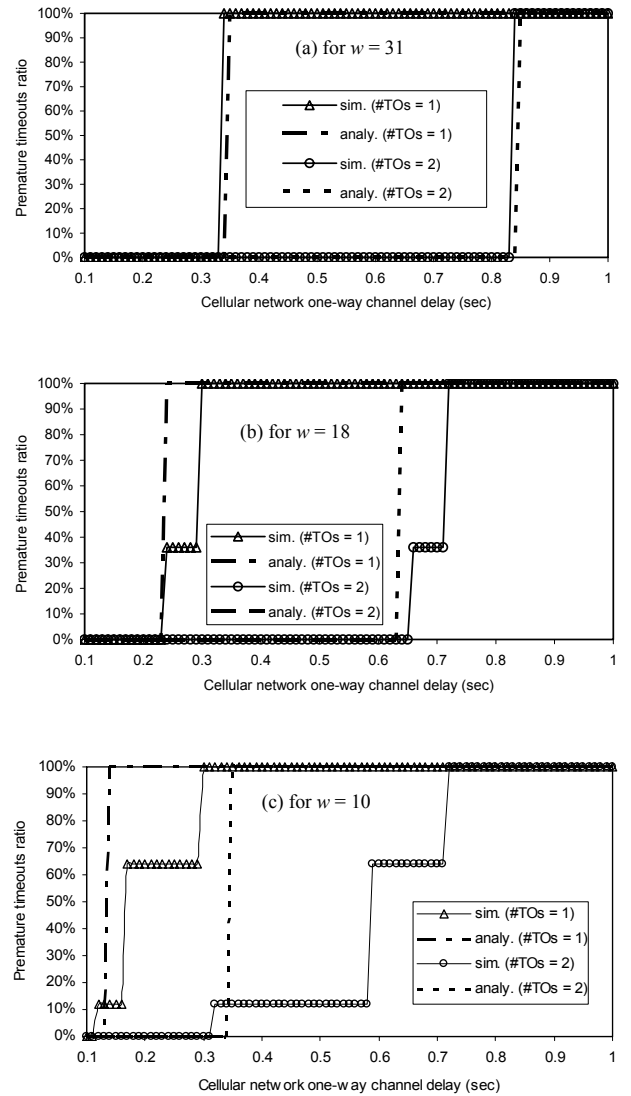 100%
90%
80%
70%
60%
50%
40%
30%
20%
10%
0%
Premature timeouts ratio
(a) for w = 31
sim. (#TOs = 1)
analy. (#TOs = 1)
sim. (#TOs = 2)
analy. (#TOs = 2)
0.1 0.2 0.3 0.4 0.5 0.6 0.7 0.8 0.9 1
Cellular network one-way channel delay (sec)
100%
90%
80%
70%
60%
50%
40%
30%
20%
10%
0%
Premature timeouts ratio
(b) for w = 18
sim. (#TOs = 1)
analy. (#TOs = 1)
sim. (#TOs = 2)
analy. (#TOs = 2)
0.1 0.2 0.3 0.4 0.5 0.6 0.7 0.8 0.9 1
Cellular network one-way channel delay (sec)
100%
90%
80%
70%
60%
50%
40%
30%
20%
10%
0%
Premature timeouts ratio
(c) for w = 10
sim. (#TOs = 1)
analy. (#TOs = 1)
sim. (#TOs = 2)
analy. (#TOs = 2)
0.1 0.2 0.3 0.4 0.5 0.6 0.7 0.8 0.9 1
Cellular network one-way channel delay (sec)